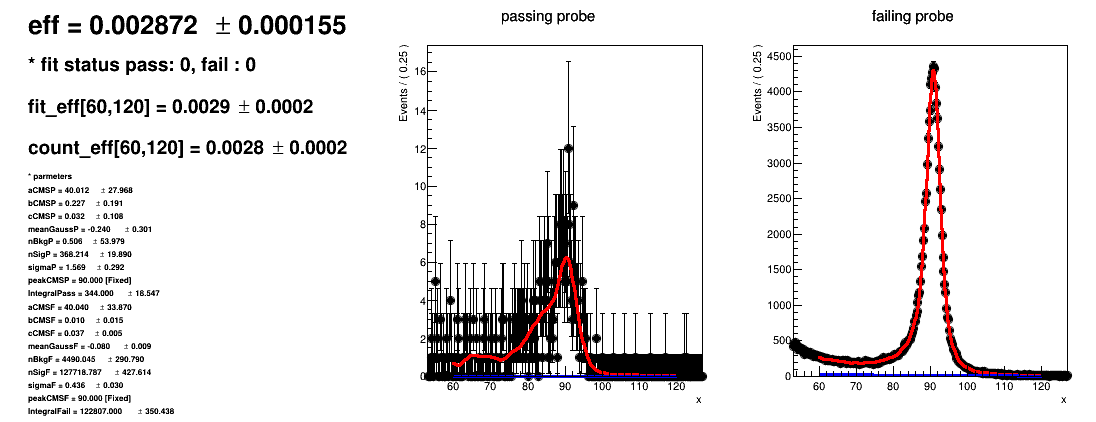 eff = 0.002872 ± 0.000155
* fit status pass: 0, fail : 0
fit_eff[60,120] = 0.0029 ± 0.0002
count_eff[60,120] = 0.0028 ± 0.0002
* parmeters
aCMSP = 40.012 ± 27.968
bCMSP = 0.227 ± 0.191
cCMSP = 0.032 ± 0.108
meanGaussP = -0.240 ± 0.301
nBkgP = 0.506 ± 53.979
nSigP = 368.214 ± 19.890
sigmaP = 1.569 ± 0.292
peakCMSP = 90.000 [Fixed]
IntegralPass = 344.000 ± 18.547
aCMSF = 40.040 ± 33.870
bCMSF = 0.010 ± 0.015
cCMSF = 0.037 ± 0.005
meanGaussF = -0.080 ± 0.009
nBkgF = 4490.045 ± 290.790
nSigF = 127718.787 ± 427.614
sigmaF = 0.436 ± 0.030
peakCMSF = 90.000 [Fixed]
IntegralFail = 122807.000 ± 350.438
passing probe
Events / ( 0.25 )
16
14
12
10
8
6
4
2
0
60 70 80 90 100 110 120
x
failing probe
Events / ( 0.25 )
4500
4000
3500
3000
2500
2000
1500
1000
500
0
60 70 80 90 100 110 120
x